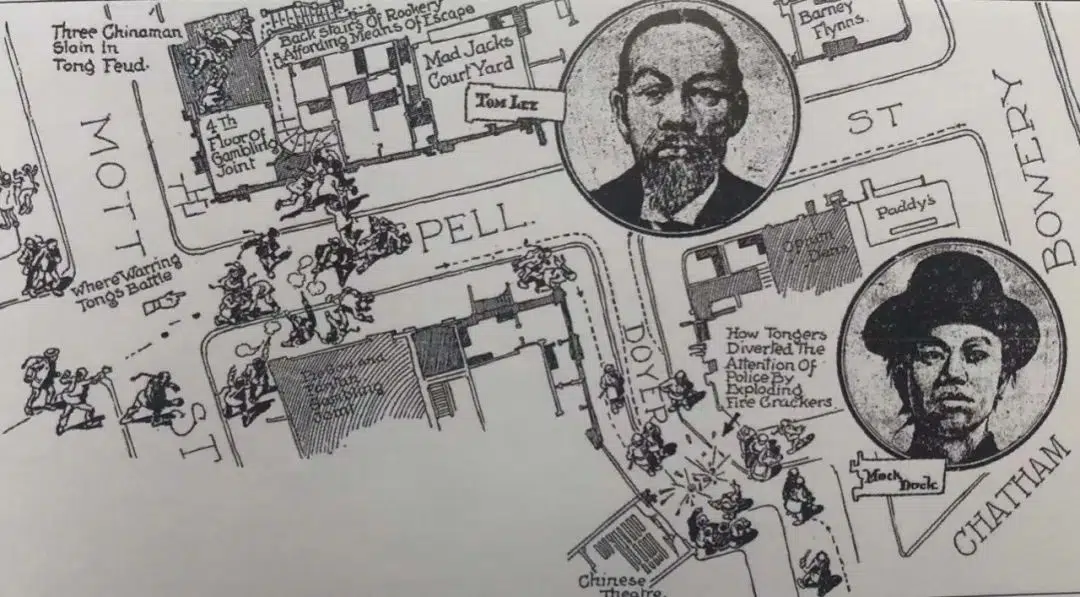 Three Chinaman
Slain In
Tong Feud.
Back Stairs Of Rookery
Affording Means Of Escape
Mad Jacks
Court Yard
Barney
Flynns.
TOM LEE
4Th
Floor Of
Gambling
Joint
MOTT
ST
PELL.
ST
BOWERY
Where Warring
Tongs Battle
Paddy's
Opium
Dens
Gambling
Joint
DOYER
How Tongers
Diverted The
Attention Of
Police By
Exploding
Fire Crackers
Mock
Duck.
CHATHAM
Chinese
Theatre.